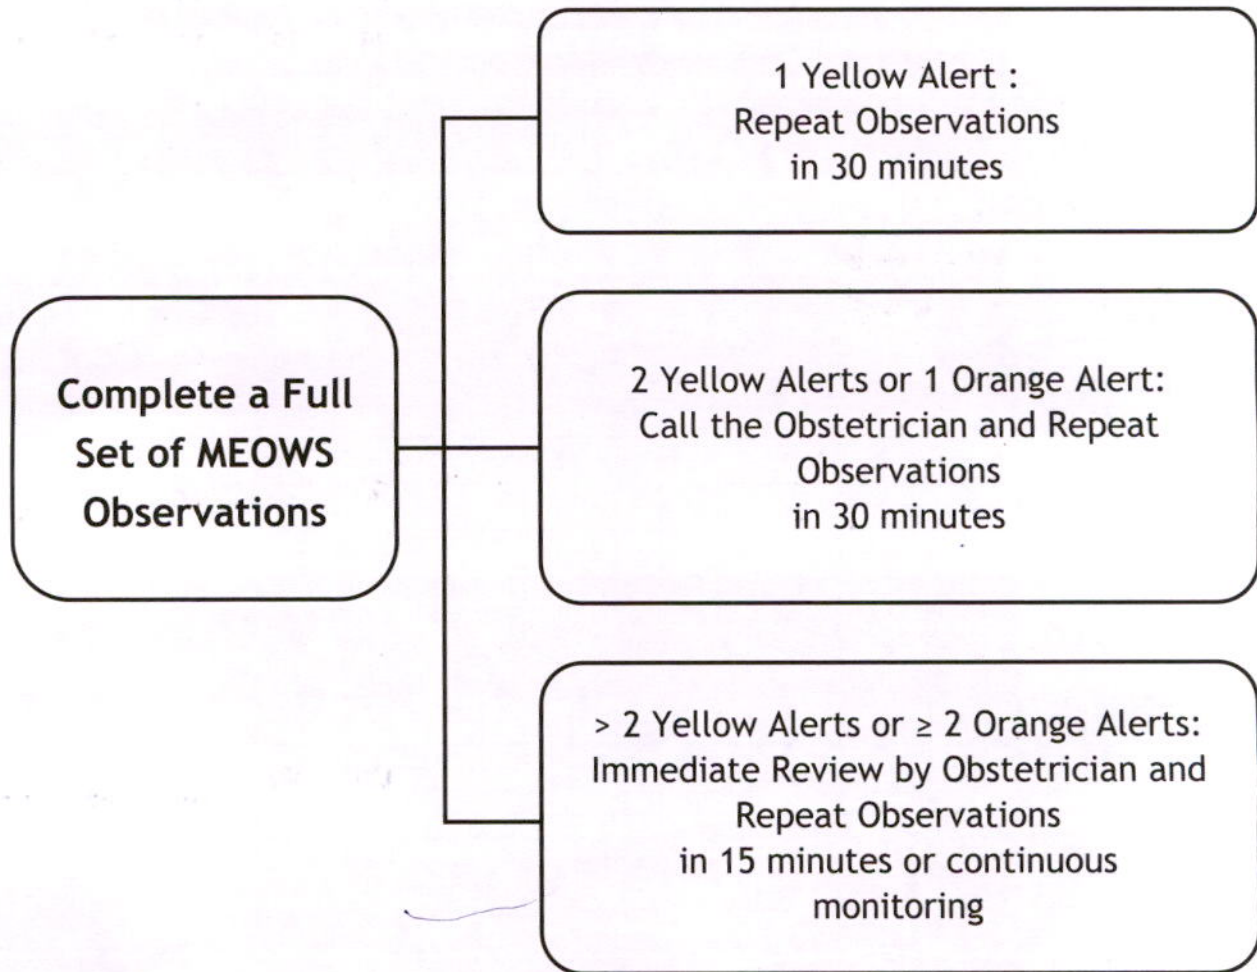 Complete a Full
Set of MEOWS
Observations
1 Yellow Alert :
Repeat Observations
in 30 minutes
2 Yellow Alerts or 1 Orange Alert:
Call the Obstetrician and Repeat
Observations
in 30 minutes
> 2 Yellow Alerts or ≥ 2 Orange Alerts:
Immediate Review by Obstetrician and
Repeat Observations
in 15 minutes or continuous
monitoring